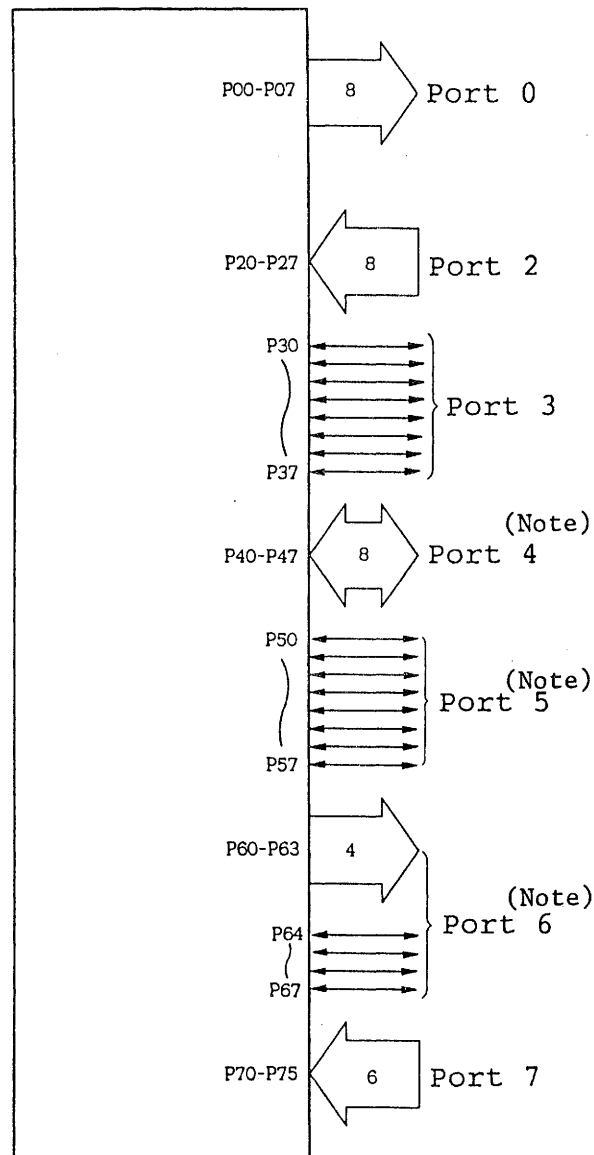 P00-P07 8 Port 0
P20-P27 8 Port 2
P30
Port 3
P37
(Note)
P40-P47 8 Port 4
P50
(Note)
Port 5
P57
P60-P63 4
(Note)
Port 6
P64
P67
P70-P75 6 Port 7